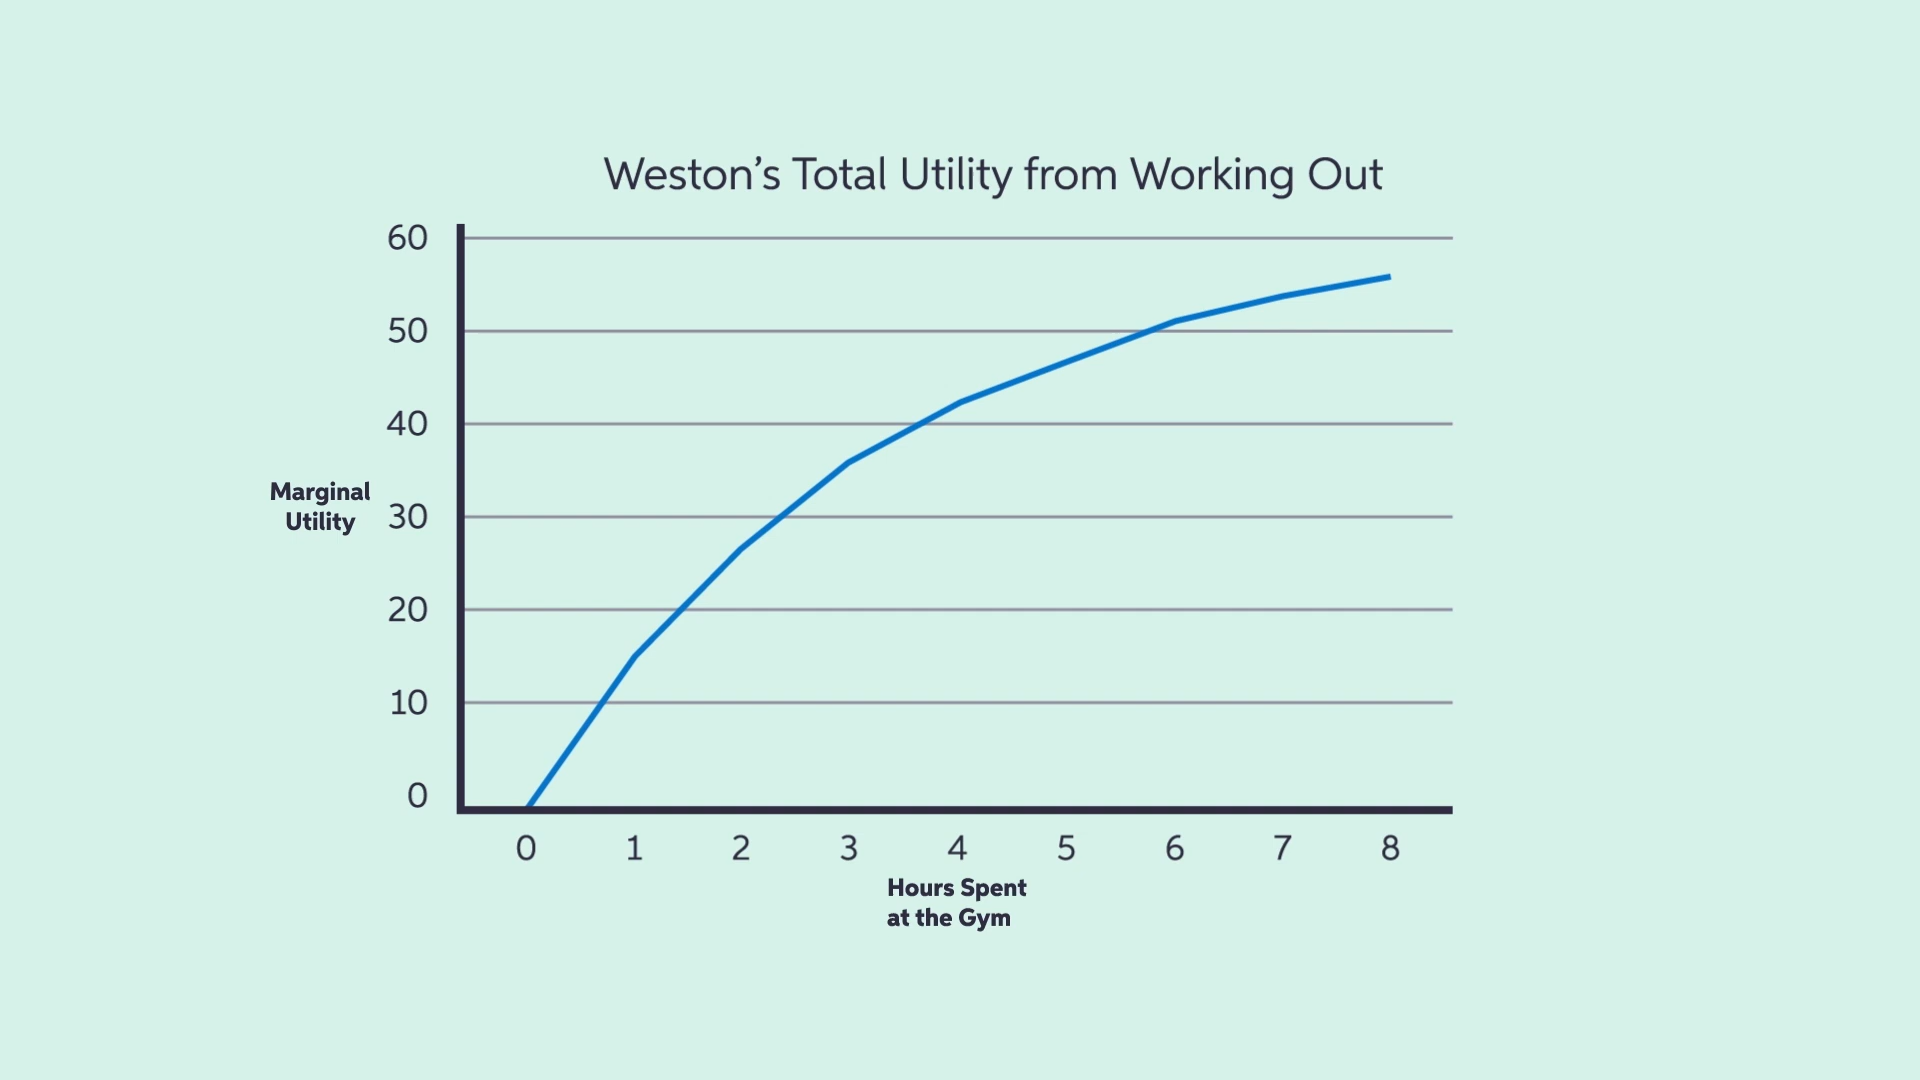 Weston’s Total Utility from Working Out
60
50
40
Marginal
Utility
30
20
10
0
0 1 2 3 4 5 6 7 8
Hours Spent
at the Gym